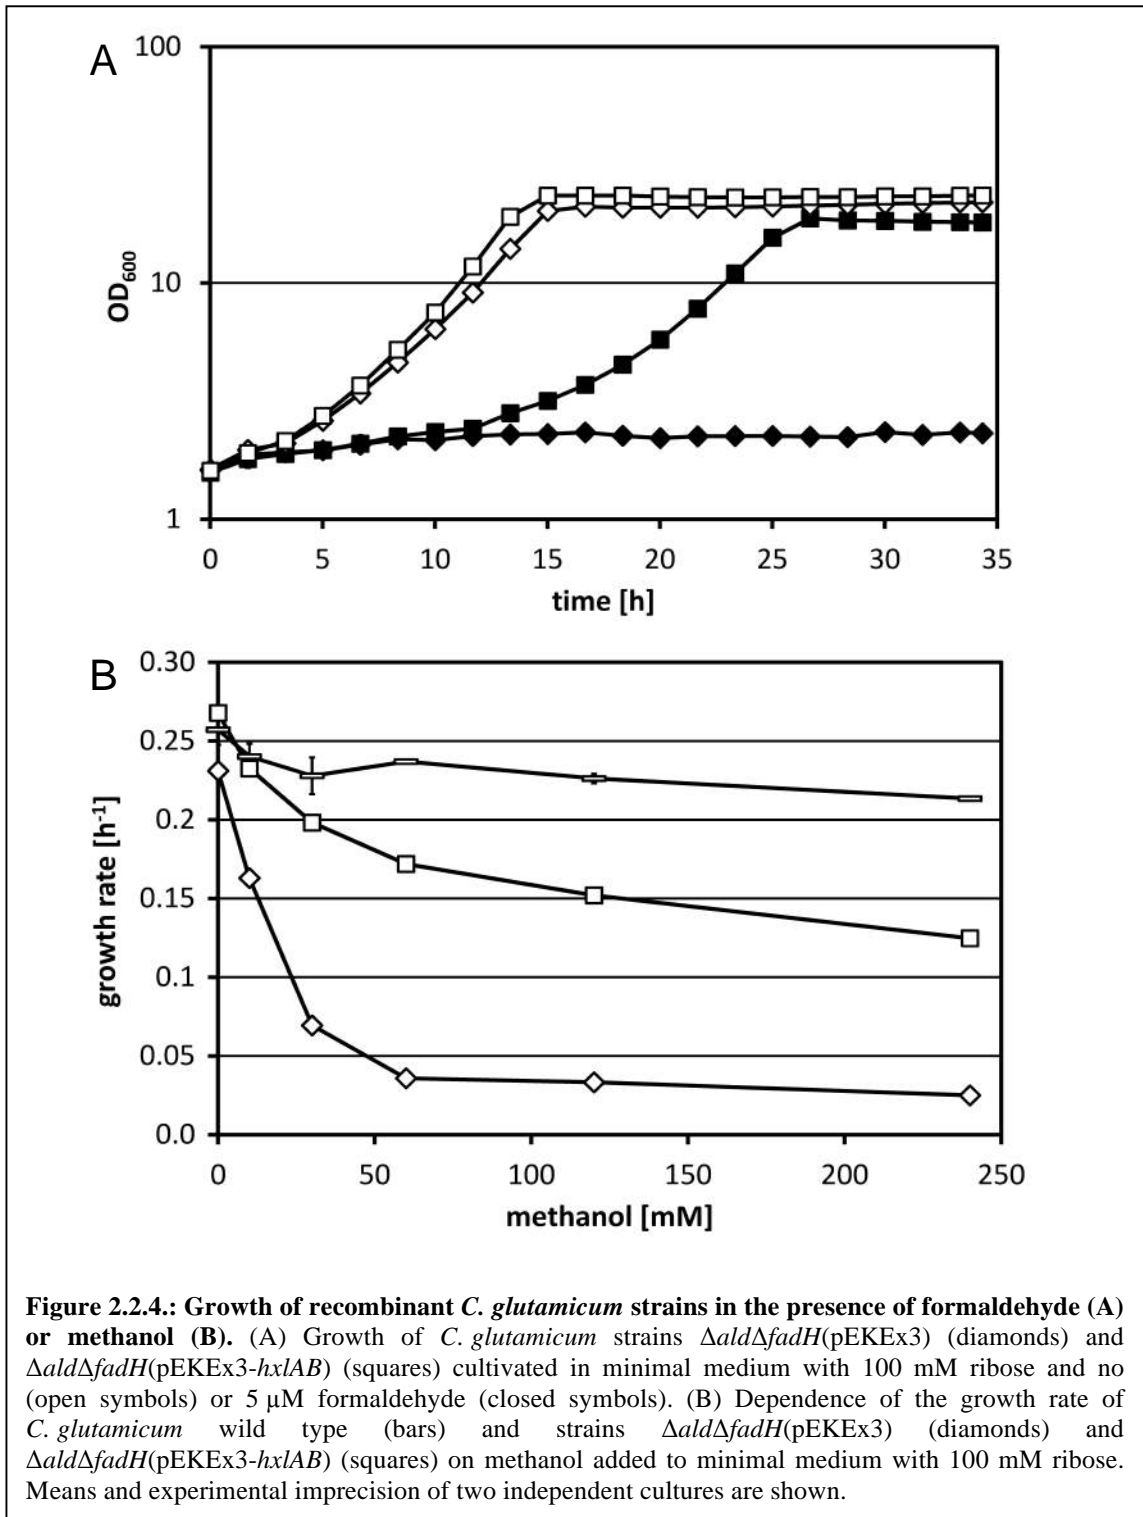 A
100
10
1
OD600
0 5 10 15 20 25 30 35
time [h]
B
0.30
0.25
0.2
0.15
0.1
0.05
0.0
growth rate [h-1]
0 50 100 150 200 250
methanol [mM]
Figure 2.2.4.: Growth of recombinant C. glutamicum strains in the presence of formaldehyde (A)
or methanol (B). (A) Growth of C. glutamicum strains ΔaldΔfadH(pEKEx3) (diamonds) and
ΔaldΔfadH(pEKEx3-hxlAB) (squares) cultivated in minimal medium with 100 mM ribose and no
(open symbols) or 5 µM formaldehyde (closed symbols). (B) Dependence of the growth rate of
C. glutamicum wild type (bars) and strains ΔaldΔfadH(pEKEx3) (diamonds) and
ΔaldΔfadH(pEKEx3-hxlAB) (squares) on methanol added to minimal medium with 100 mM ribose.
Means and experimental imprecision of two independent cultures are shown.